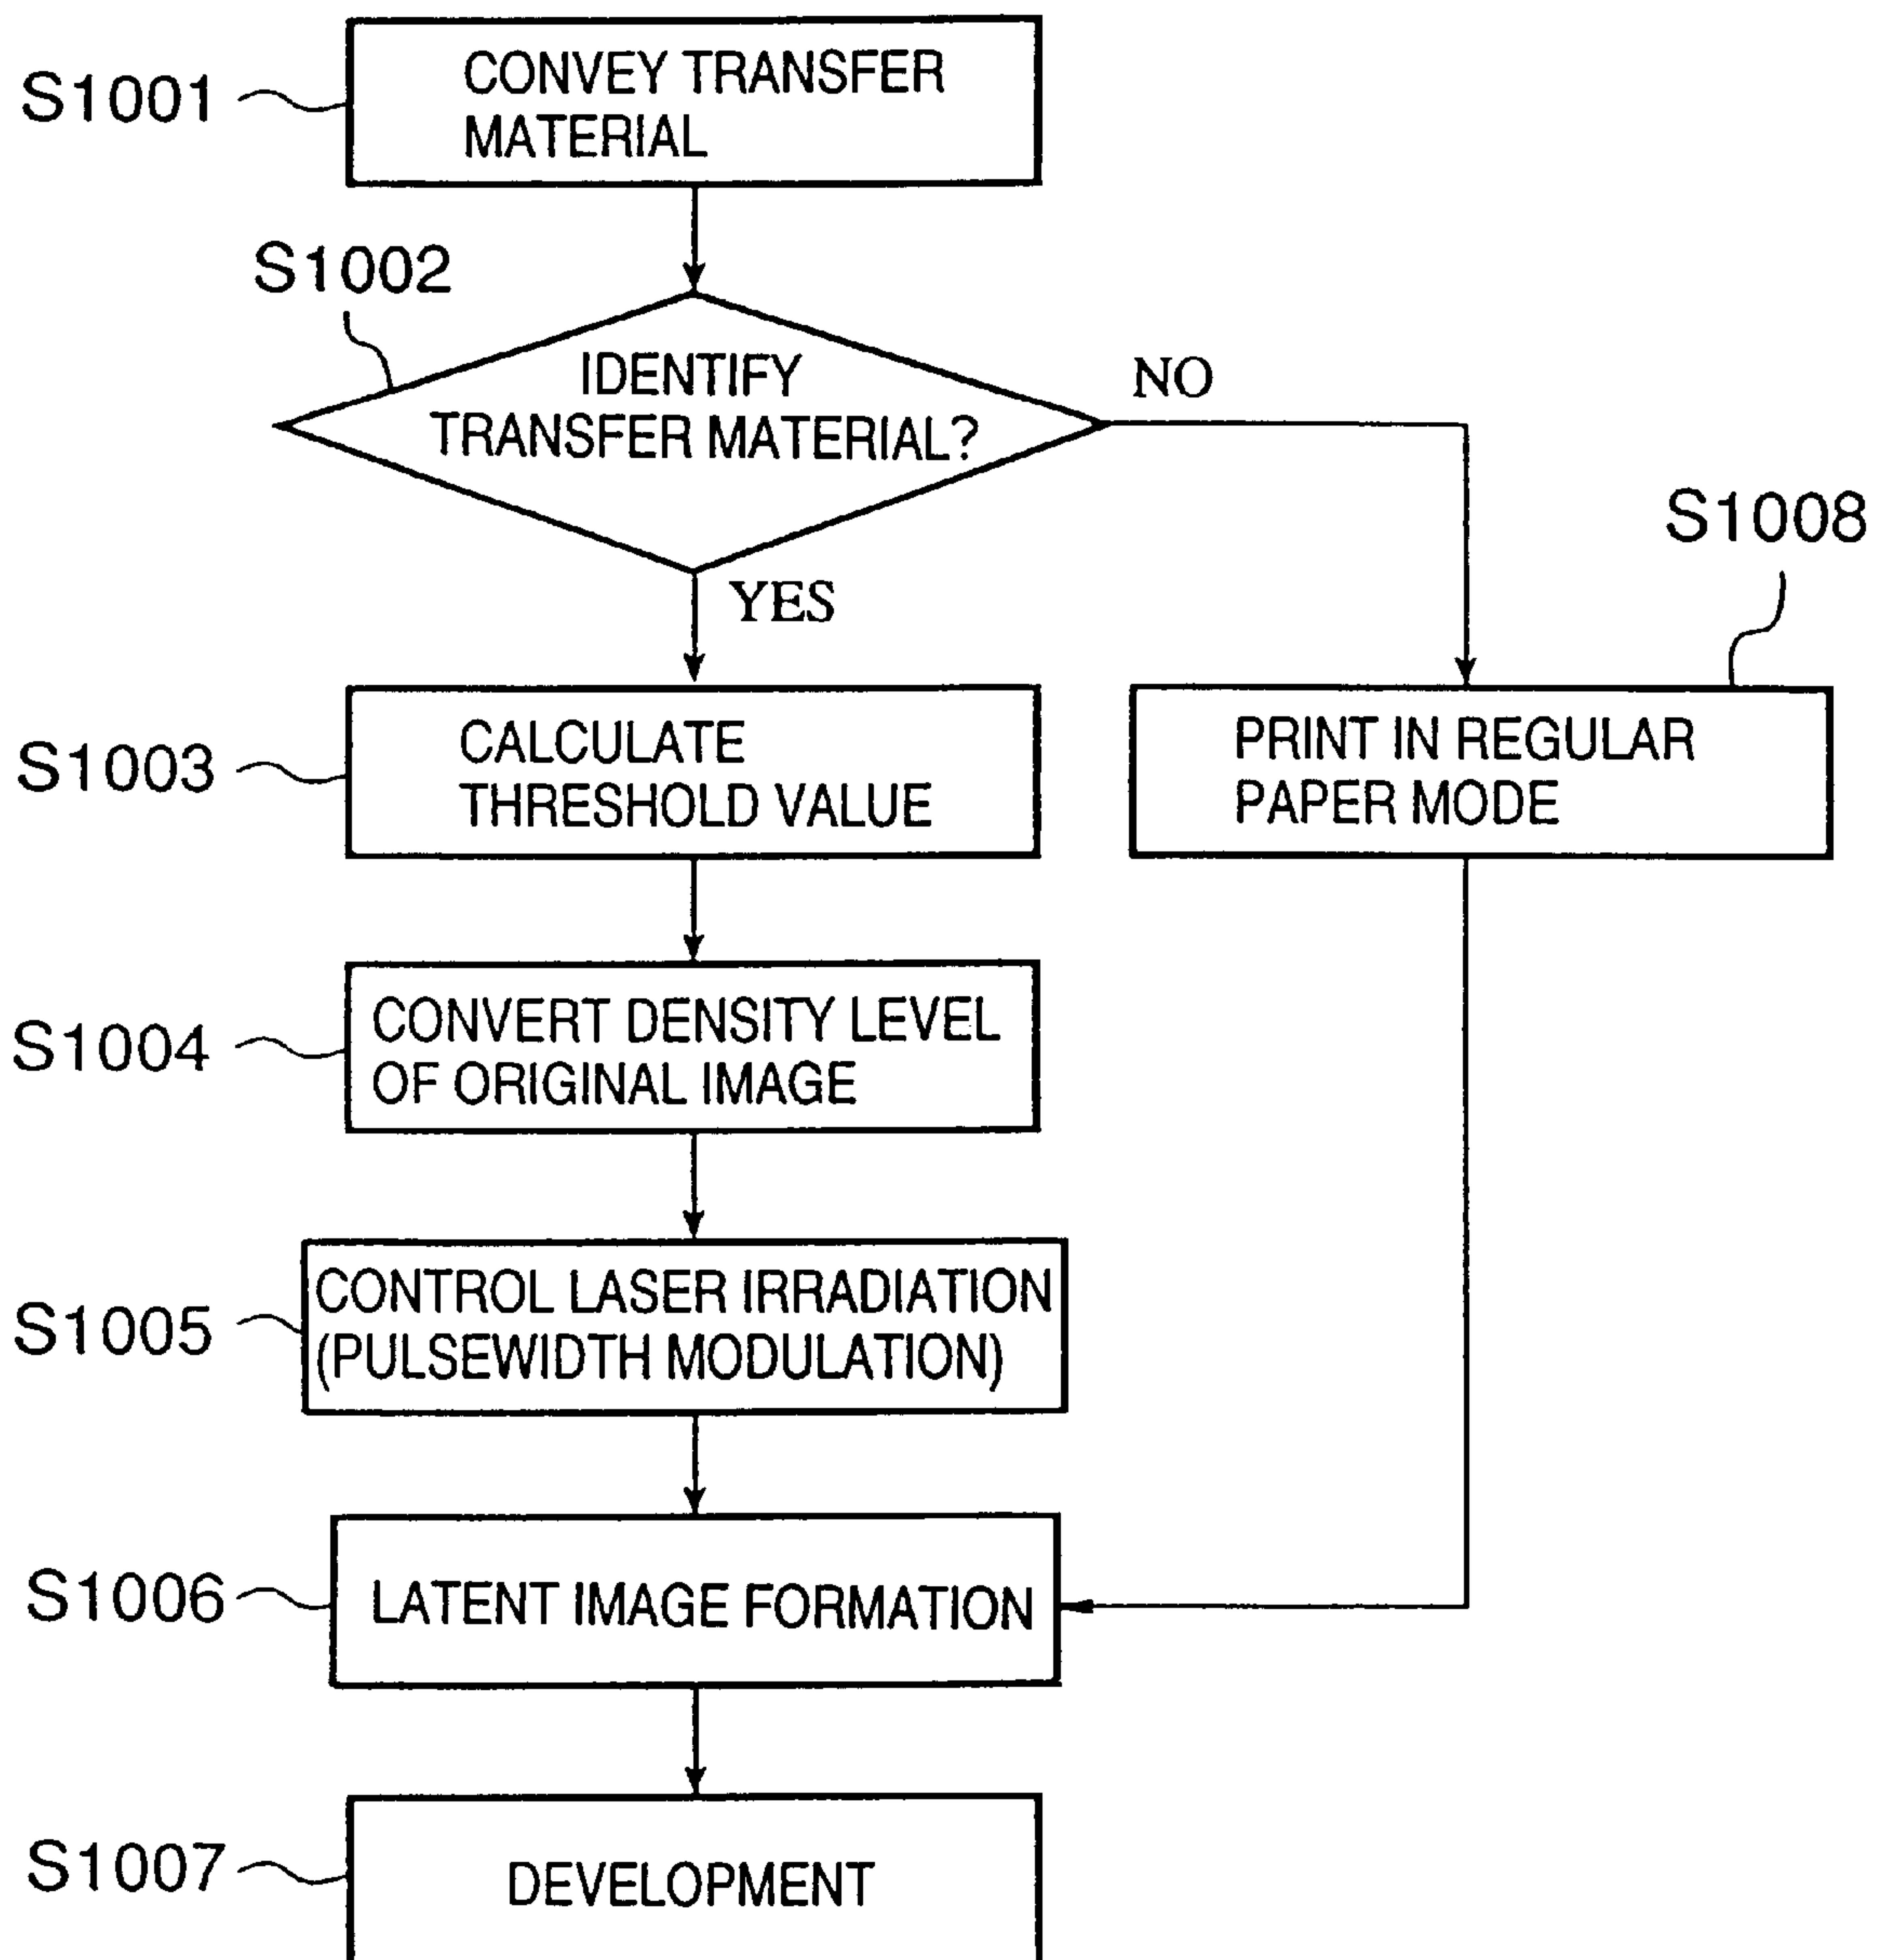 S1001
CONVEY TRANSFER
MATERIAL
S1002
IDENTIFY
TRANSFER MATERIAL?
NO
YES
S1008
S1003
CALCULATE
THRESHOLD VALUE
PRINT IN REGULAR
PAPER MODE
S1004
CONVERT DENSITY LEVEL
OF ORIGINAL IMAGE
S1005
CONTROL LASER IRRADIATION
(PULSEWIDTH MODULATION)
S1006
LATENT IMAGE FORMATION
S1007
DEVELOPMENT